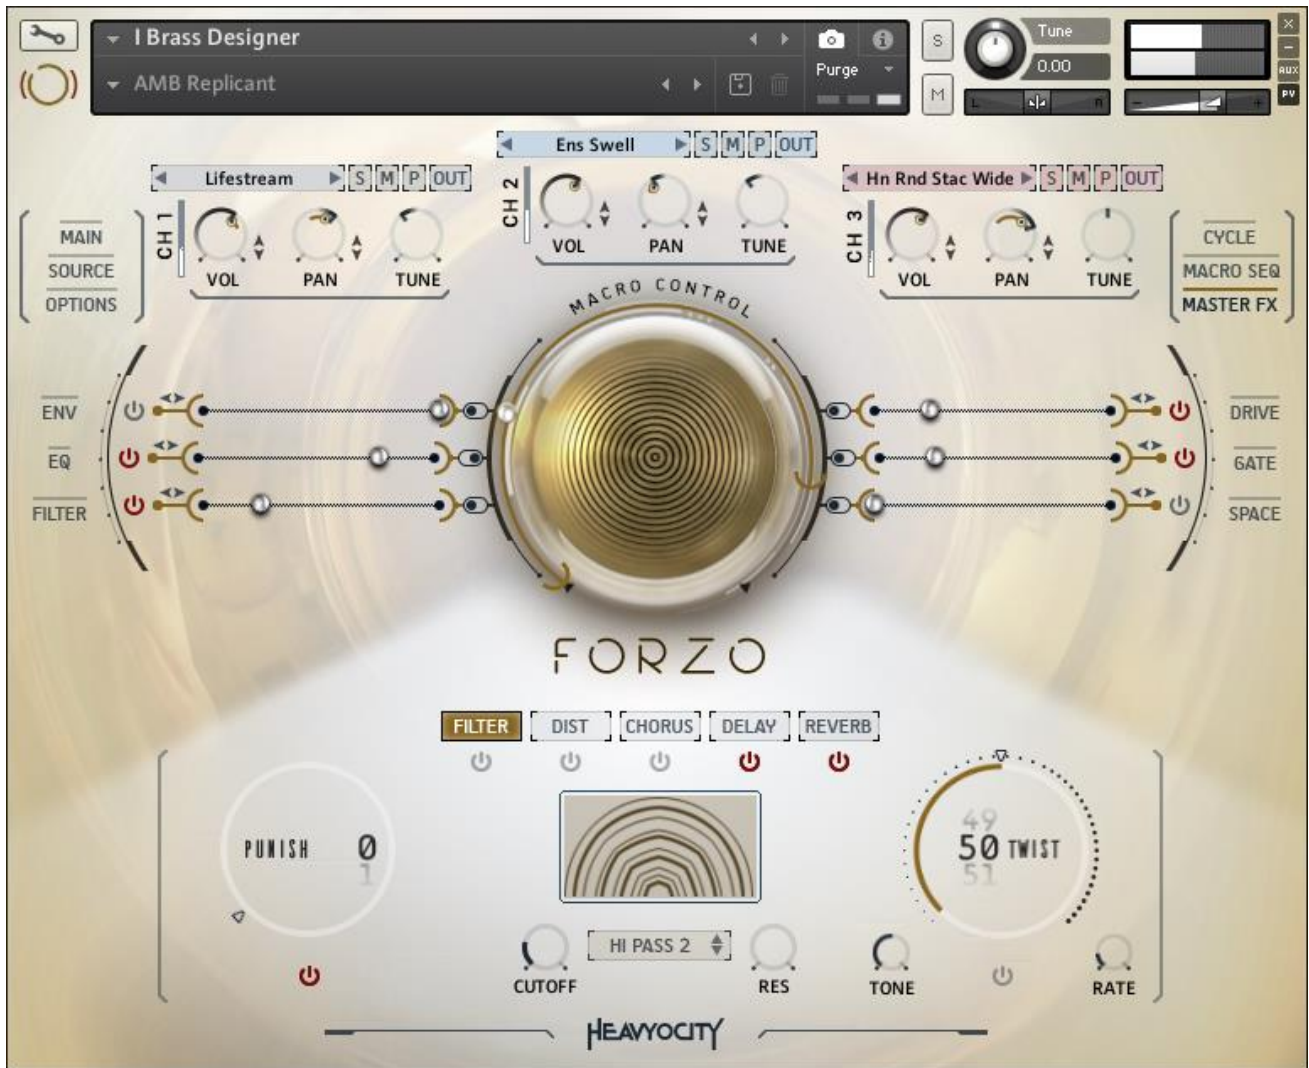 I Brass Designer
AMB Replicant
Purge
S
M
Tune
0.00
L
R
-
+
X
-
AUX
PV
Lifestream
S M P OUT
CH 1
VOL
PAN
TUNE
Ens Swell
S M P OUT
CH 2
VOL
PAN
TUNE
Hn Rnd Stac Wide
S M P OUT
CH 3
VOL
PAN
TUNE
MAIN
SOURCE
OPTIONS
CYCLE
MACRO SEQ
MASTER FX
MACRO CONTROL
ENV
EQ
FILTER
DRIVE
GATE
SPACE
FORZO
FILTER
DIST
CHORUS
DELAY
REVERB
PUNISH
0
1
49
50 TWIST
51
CUTOFF
HI PASS 2
RES
TONE
RATE
HEAVYOCITY